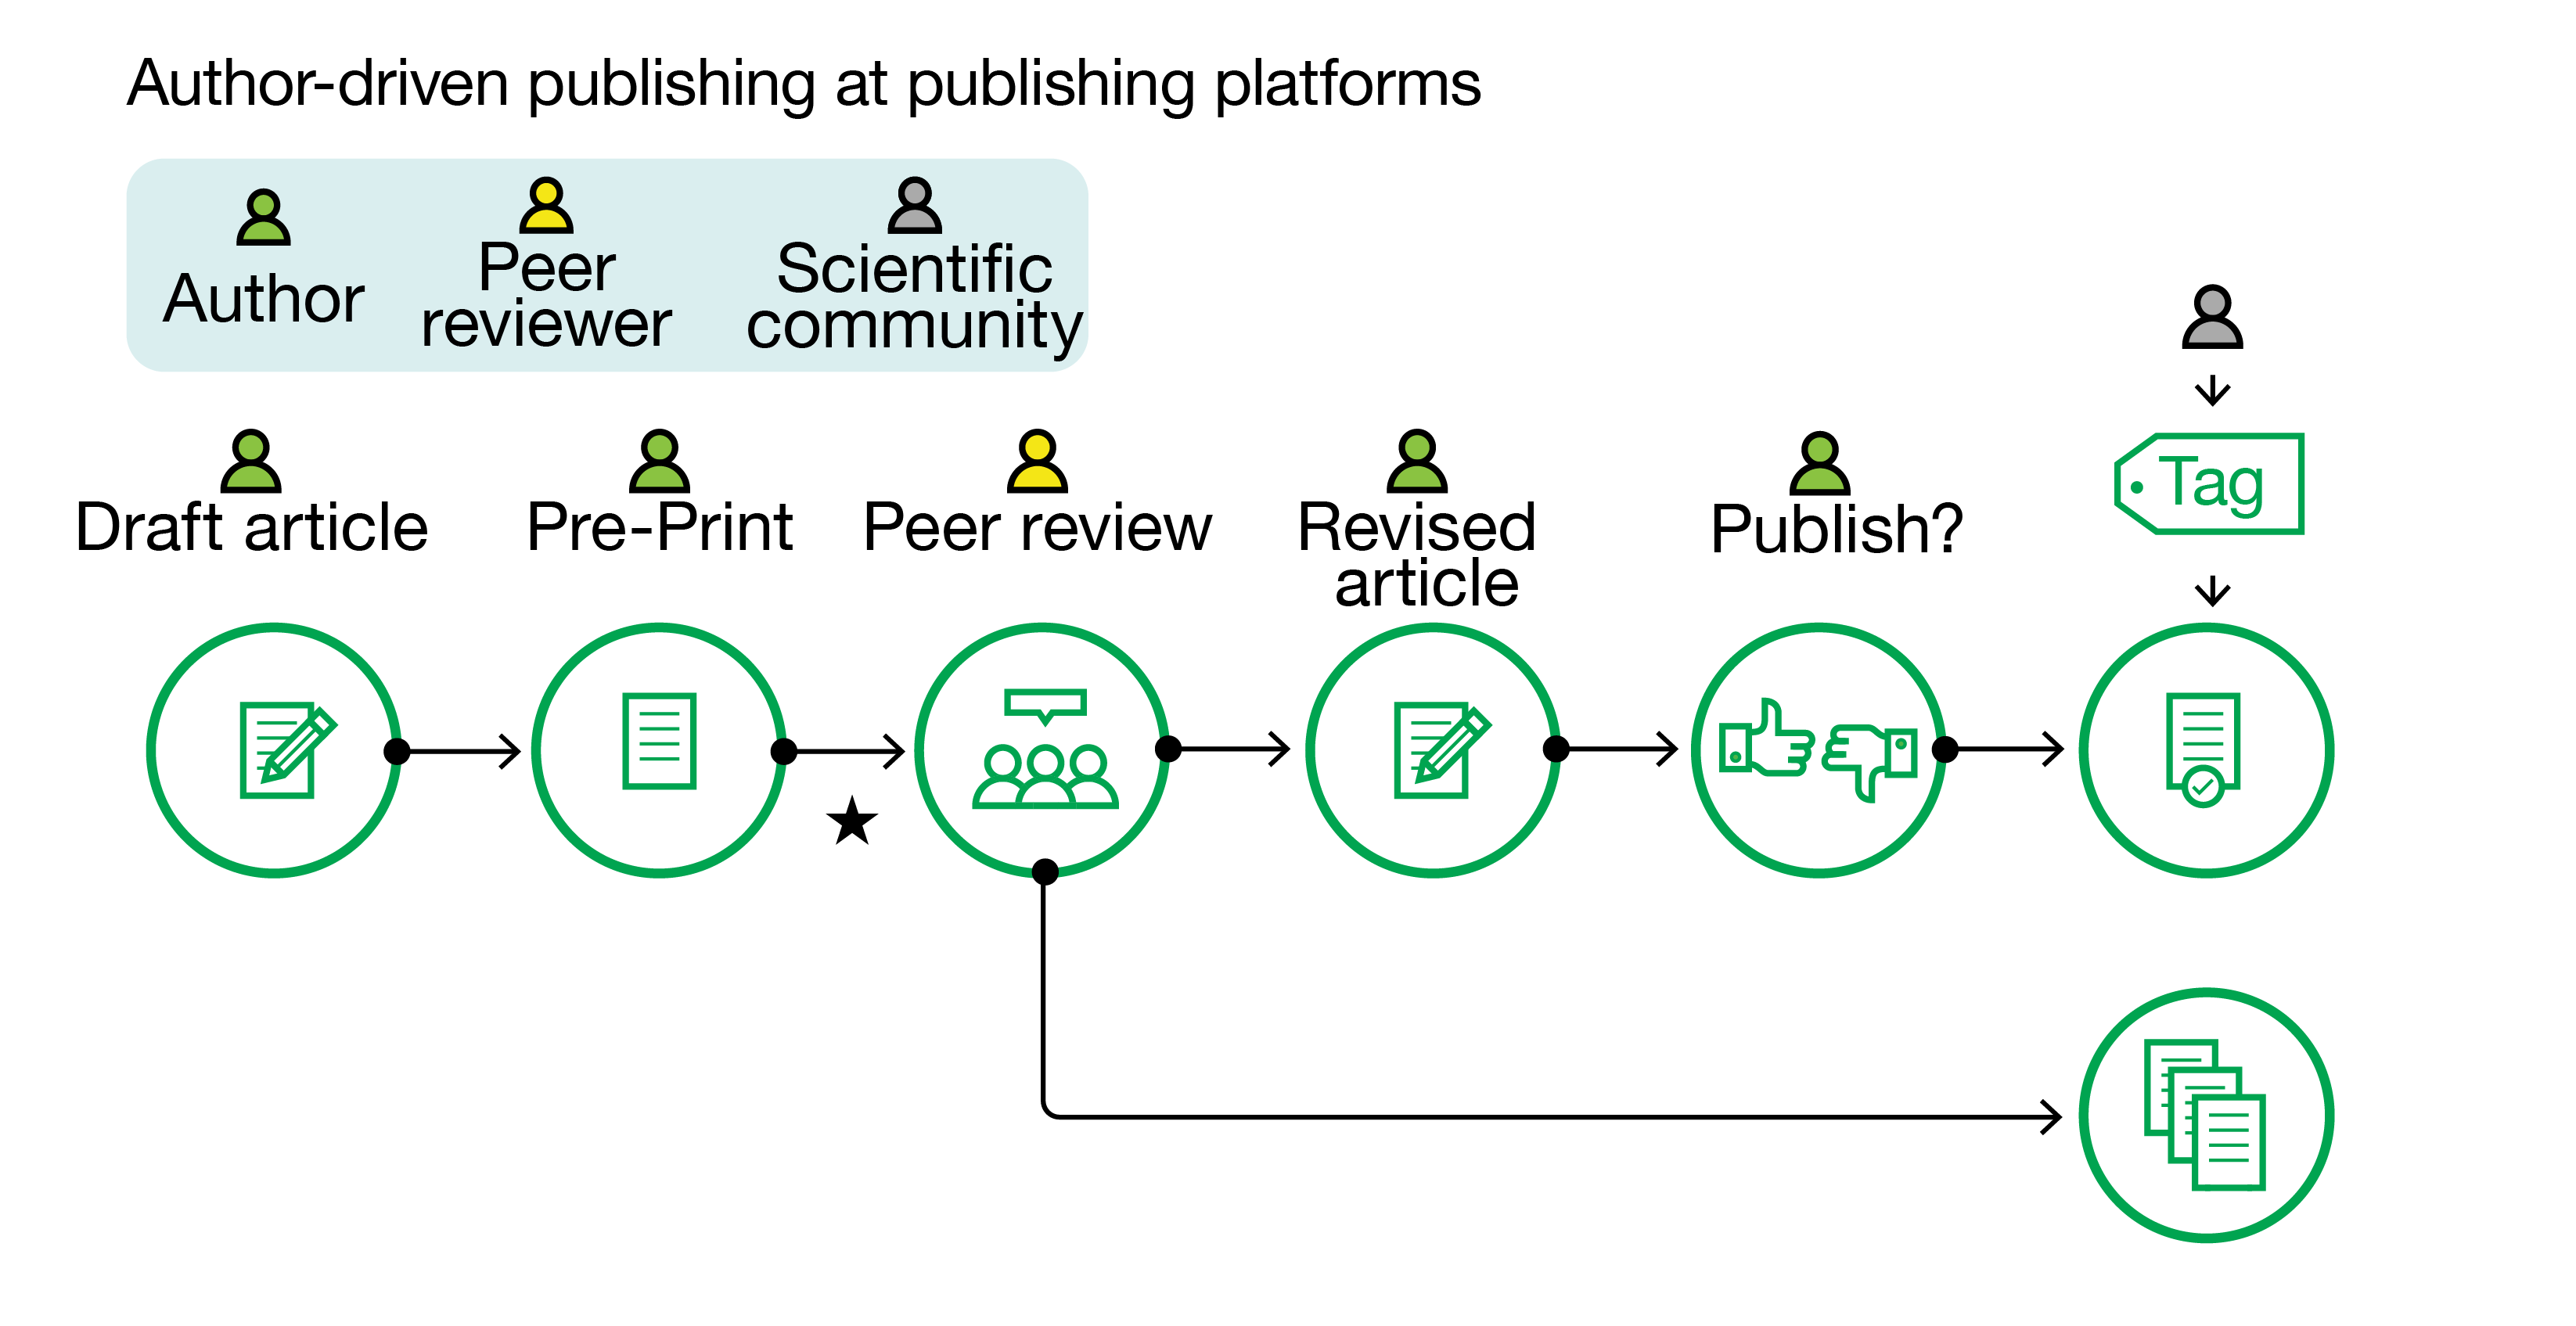 Author-driven publishing at publishing platforms
Author
Peer
reviewer
Scientific
community
Draft article
Pre-Print
Peer review
Revised
article
Publish?
Tag